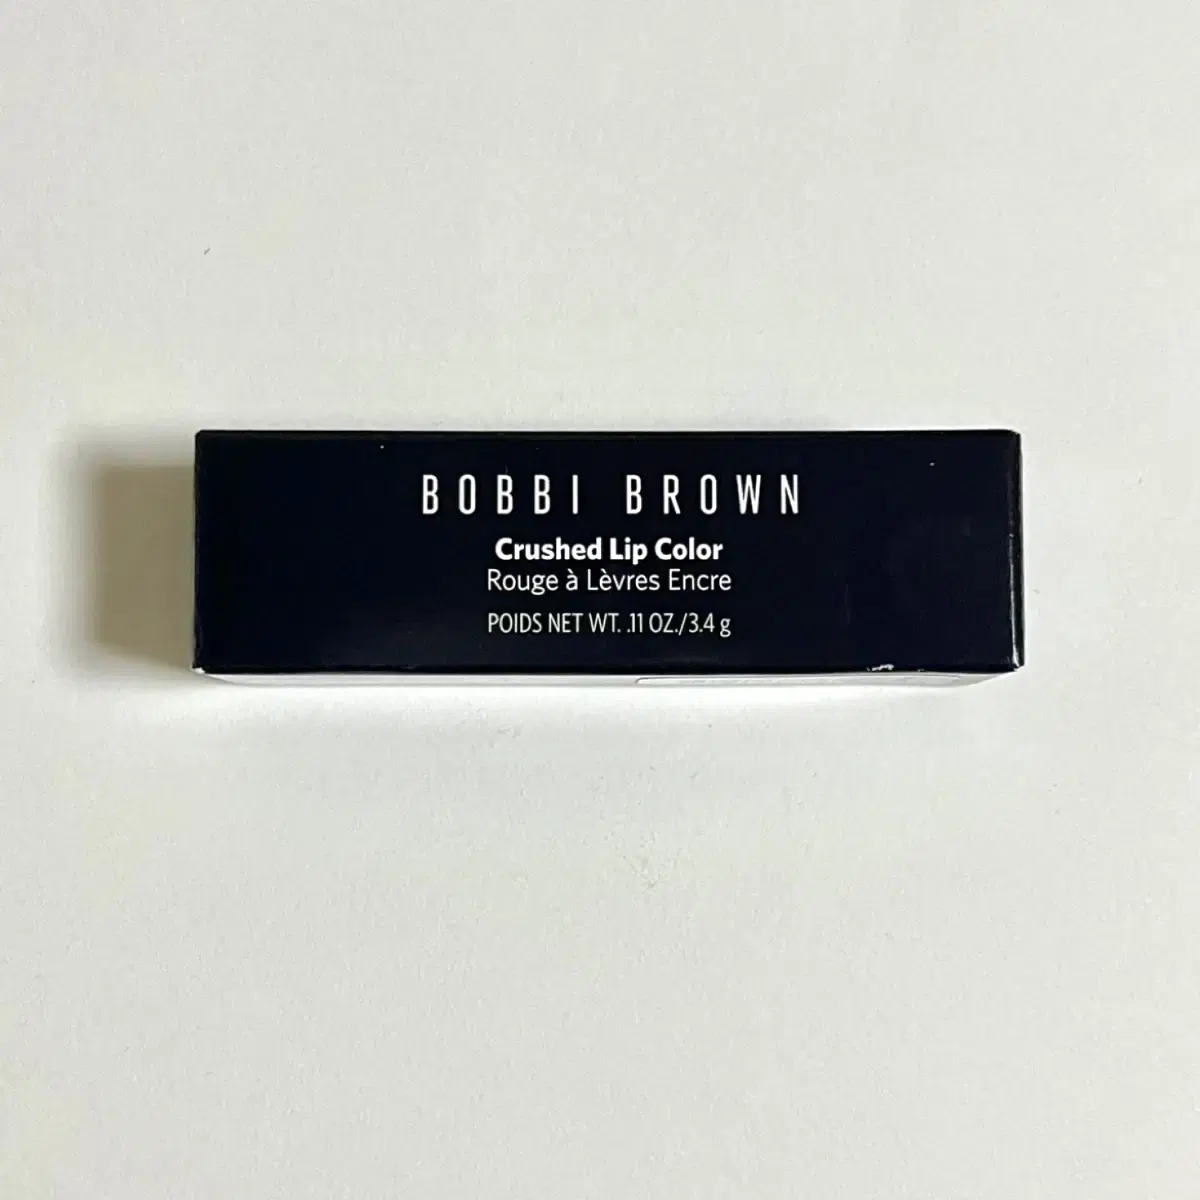 BOBBI BROWN
Crushed Lip Color
Rouge à Lèvres Encre
POIDS NET WT. .11 OZ./3.4 g